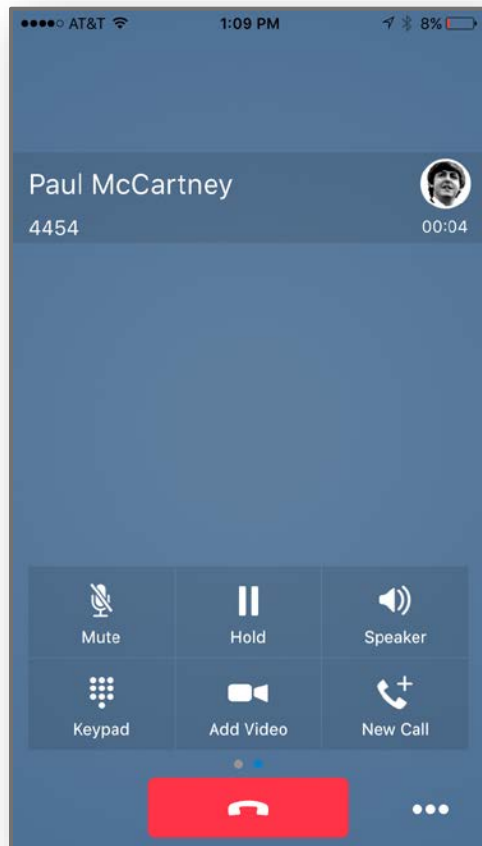 AT&T 1:09 PM 8%
Paul McCartney
4454 00:04
Mute Hold Speaker
Keypad Add Video New Call